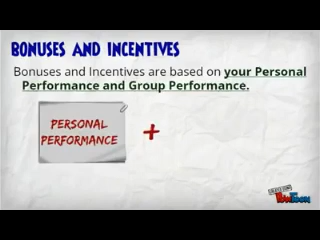 BONUSES AND INCENTIVES
Bonuses and Incentives are based on your Personal
Performance and Group Performance.
PERSONAL
PERFORMANCE
+